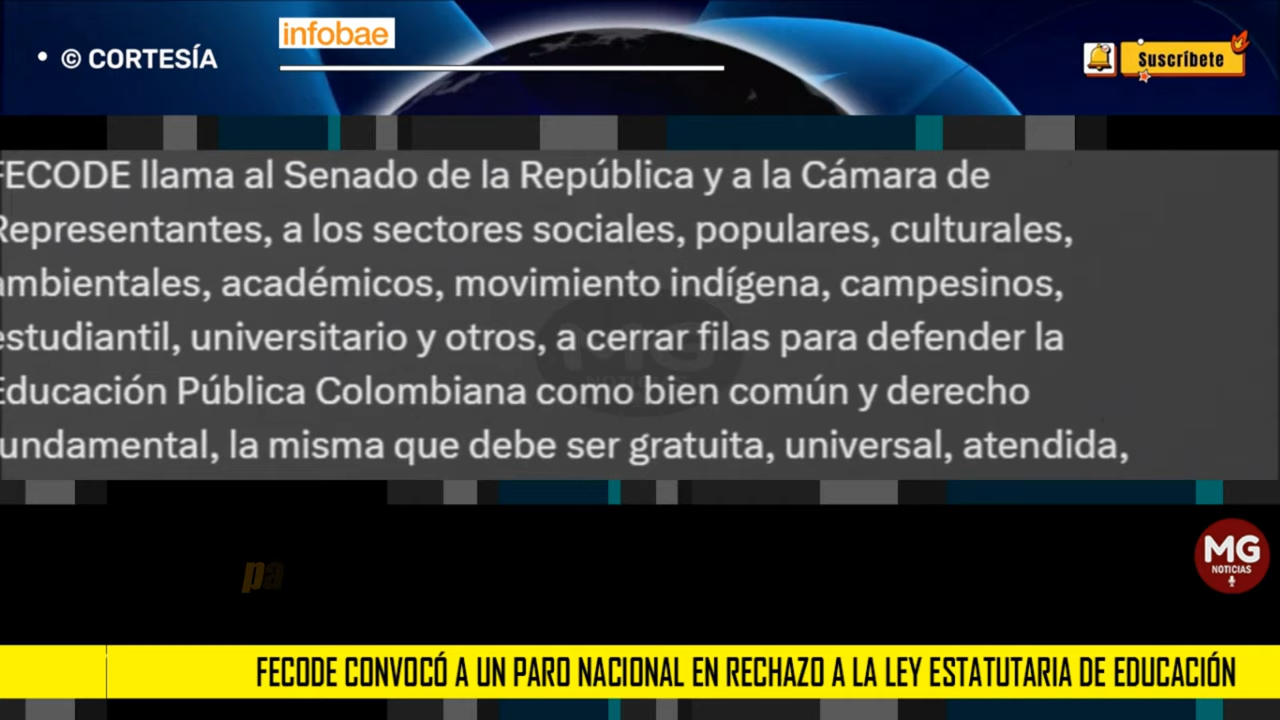 infobae
• © CORTESÍA
Suscríbete
FECODE llama al Senado de la República y a la Cámara de
Representantes, a los sectores sociales, populares, culturales,
ambientales, académicos, movimiento indígena, campesinos,
estudiantil, universitario y otros, a cerrar filas para defender la
Educación Pública Colombiana como bien común y derecho
fundamental, la misma que debe ser gratuita, universal, atendida,
pa
MG
NOTICIAS
FECODE CONVOCÓ A UN PARO NACIONAL EN RECHAZO A LA LEY ESTATUTARIA DE EDUCACIÓN